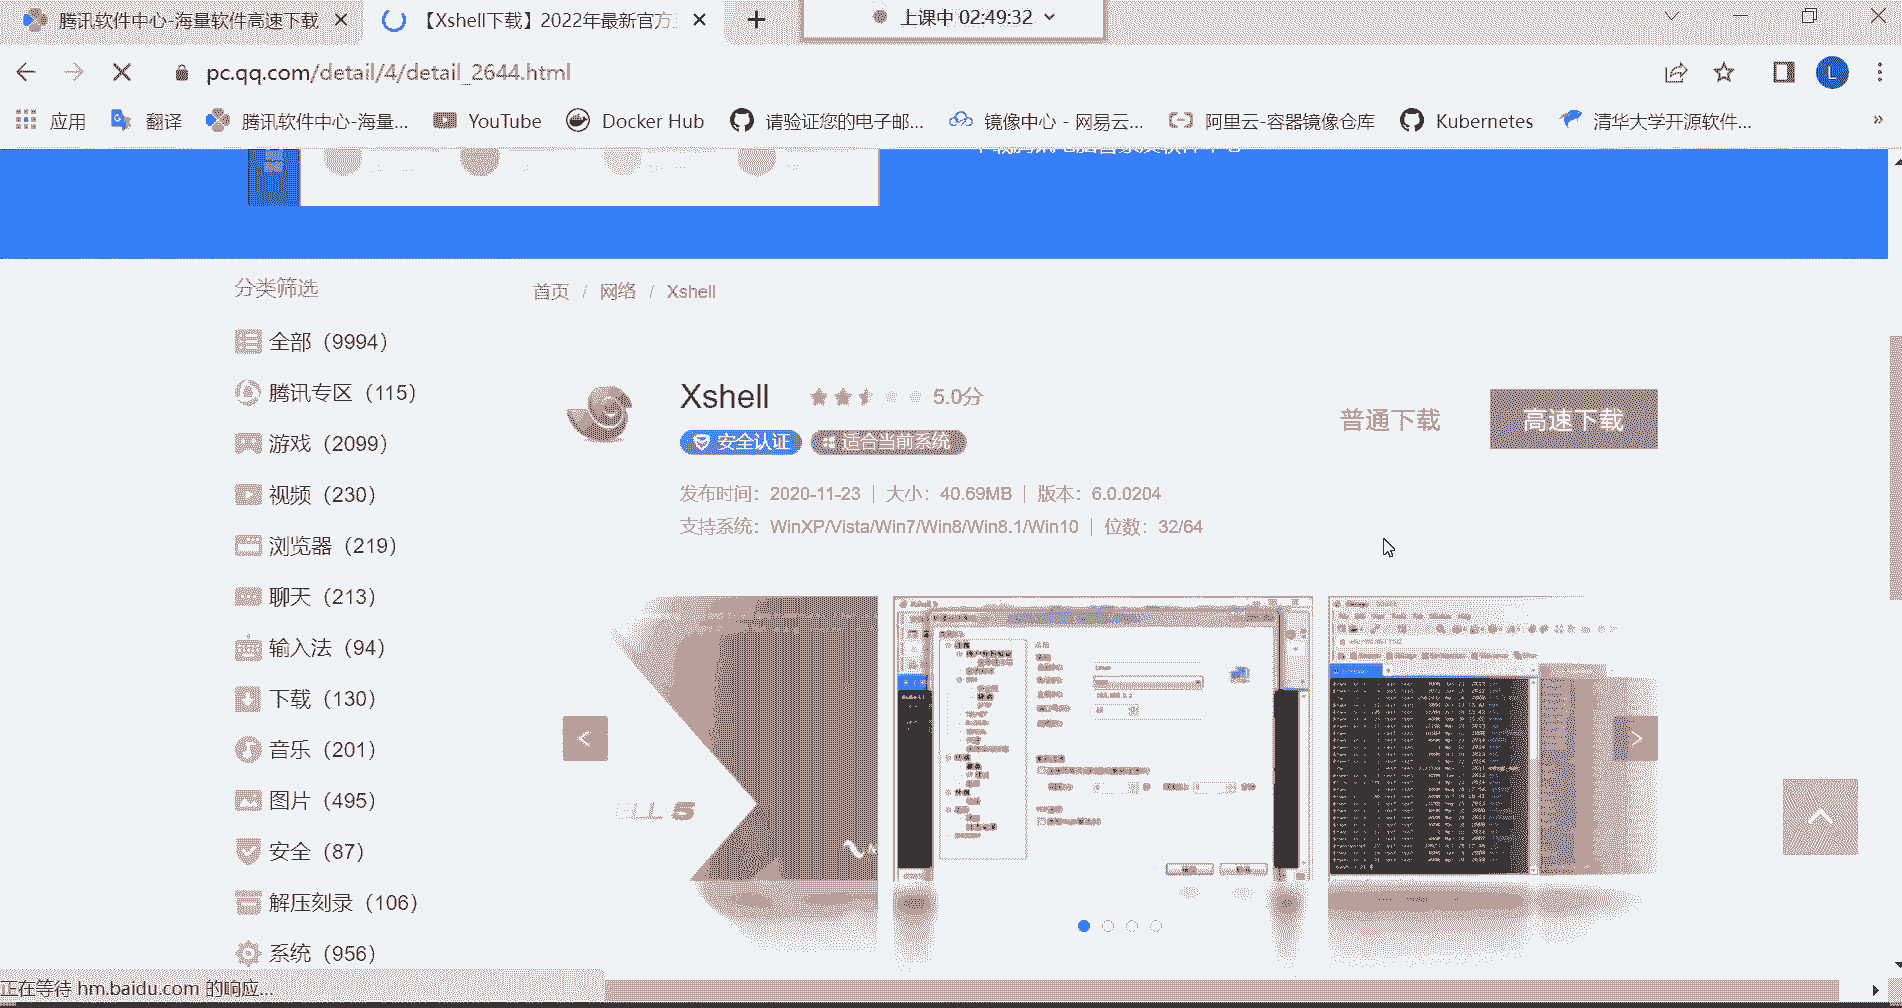 腾讯软件中心-海量软件高速下载
【Xshell下载】2022年最新官方
上课中 02:49:32
pc.qq.com/detail/4/detail_2644.html
L
应用
翻译
腾讯软件中心-海量...
YouTube
Docker Hub
请验证您的电子邮...
镜像中心 - 网易云...
阿里云-容器镜像仓库
Kubernetes
清华大学开源软件...
»
分类筛选
首页 / 网络 / Xshell
全部（9994）
腾讯专区（115）
游戏（2099）
视频（230）
浏览器（219）
聊天（213）
输入法（94）
下载（130）
音乐（201）
图片（495）
安全（87）
解压刻录（106）
系统（956）
Xshell
5.0分
安全认证
适合当前系统
普通下载
高速下载
发布时间：2020-11-23 | 大小：40.69MB | 版本：6.0.0204
支持系统：WinXP/Vista/Win7/Win8/Win8.1/Win10 | 位数：32/64
ELL 5
正在等待 hm.baidu.com 的响应...